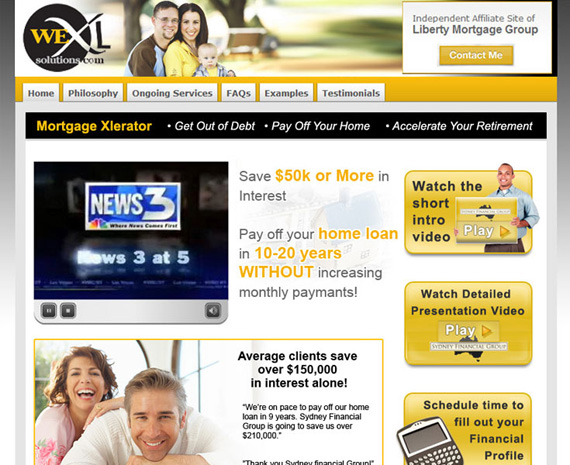 WEXL
solutions.com
Independent Affiliate Site of
Liberty Mortgage Group
Contact Me
Home
Philosophy
Ongoing Services
FAQs
Examples
Testimonials
Mortgage Xlerator
• Get Out of Debt
• Pay Off Your Home
• Accelerate Your Retirement
NEWS 3
Where News Comes First
News 3 at 5
Save $50k or More in
Interest
Pay off your home loan
in 10-20 years
WITHOUT increasing
monthly paymants!
Watch the
short
intro
video
SYDNEY FINANCIAL GROUP
Play
Watch Detailed
Presentation Video
Play
SYDNEY FINANCIAL GROUP
Average clients save
over $150,000
in interest alone!
"We're on pace to pay off our home
loan in 9 years. Sydney Financial
Group is going to save us over
$210,000."
"Thank you Sydney financial Group!"
Schedule time to
fill out your
Financial
Profile